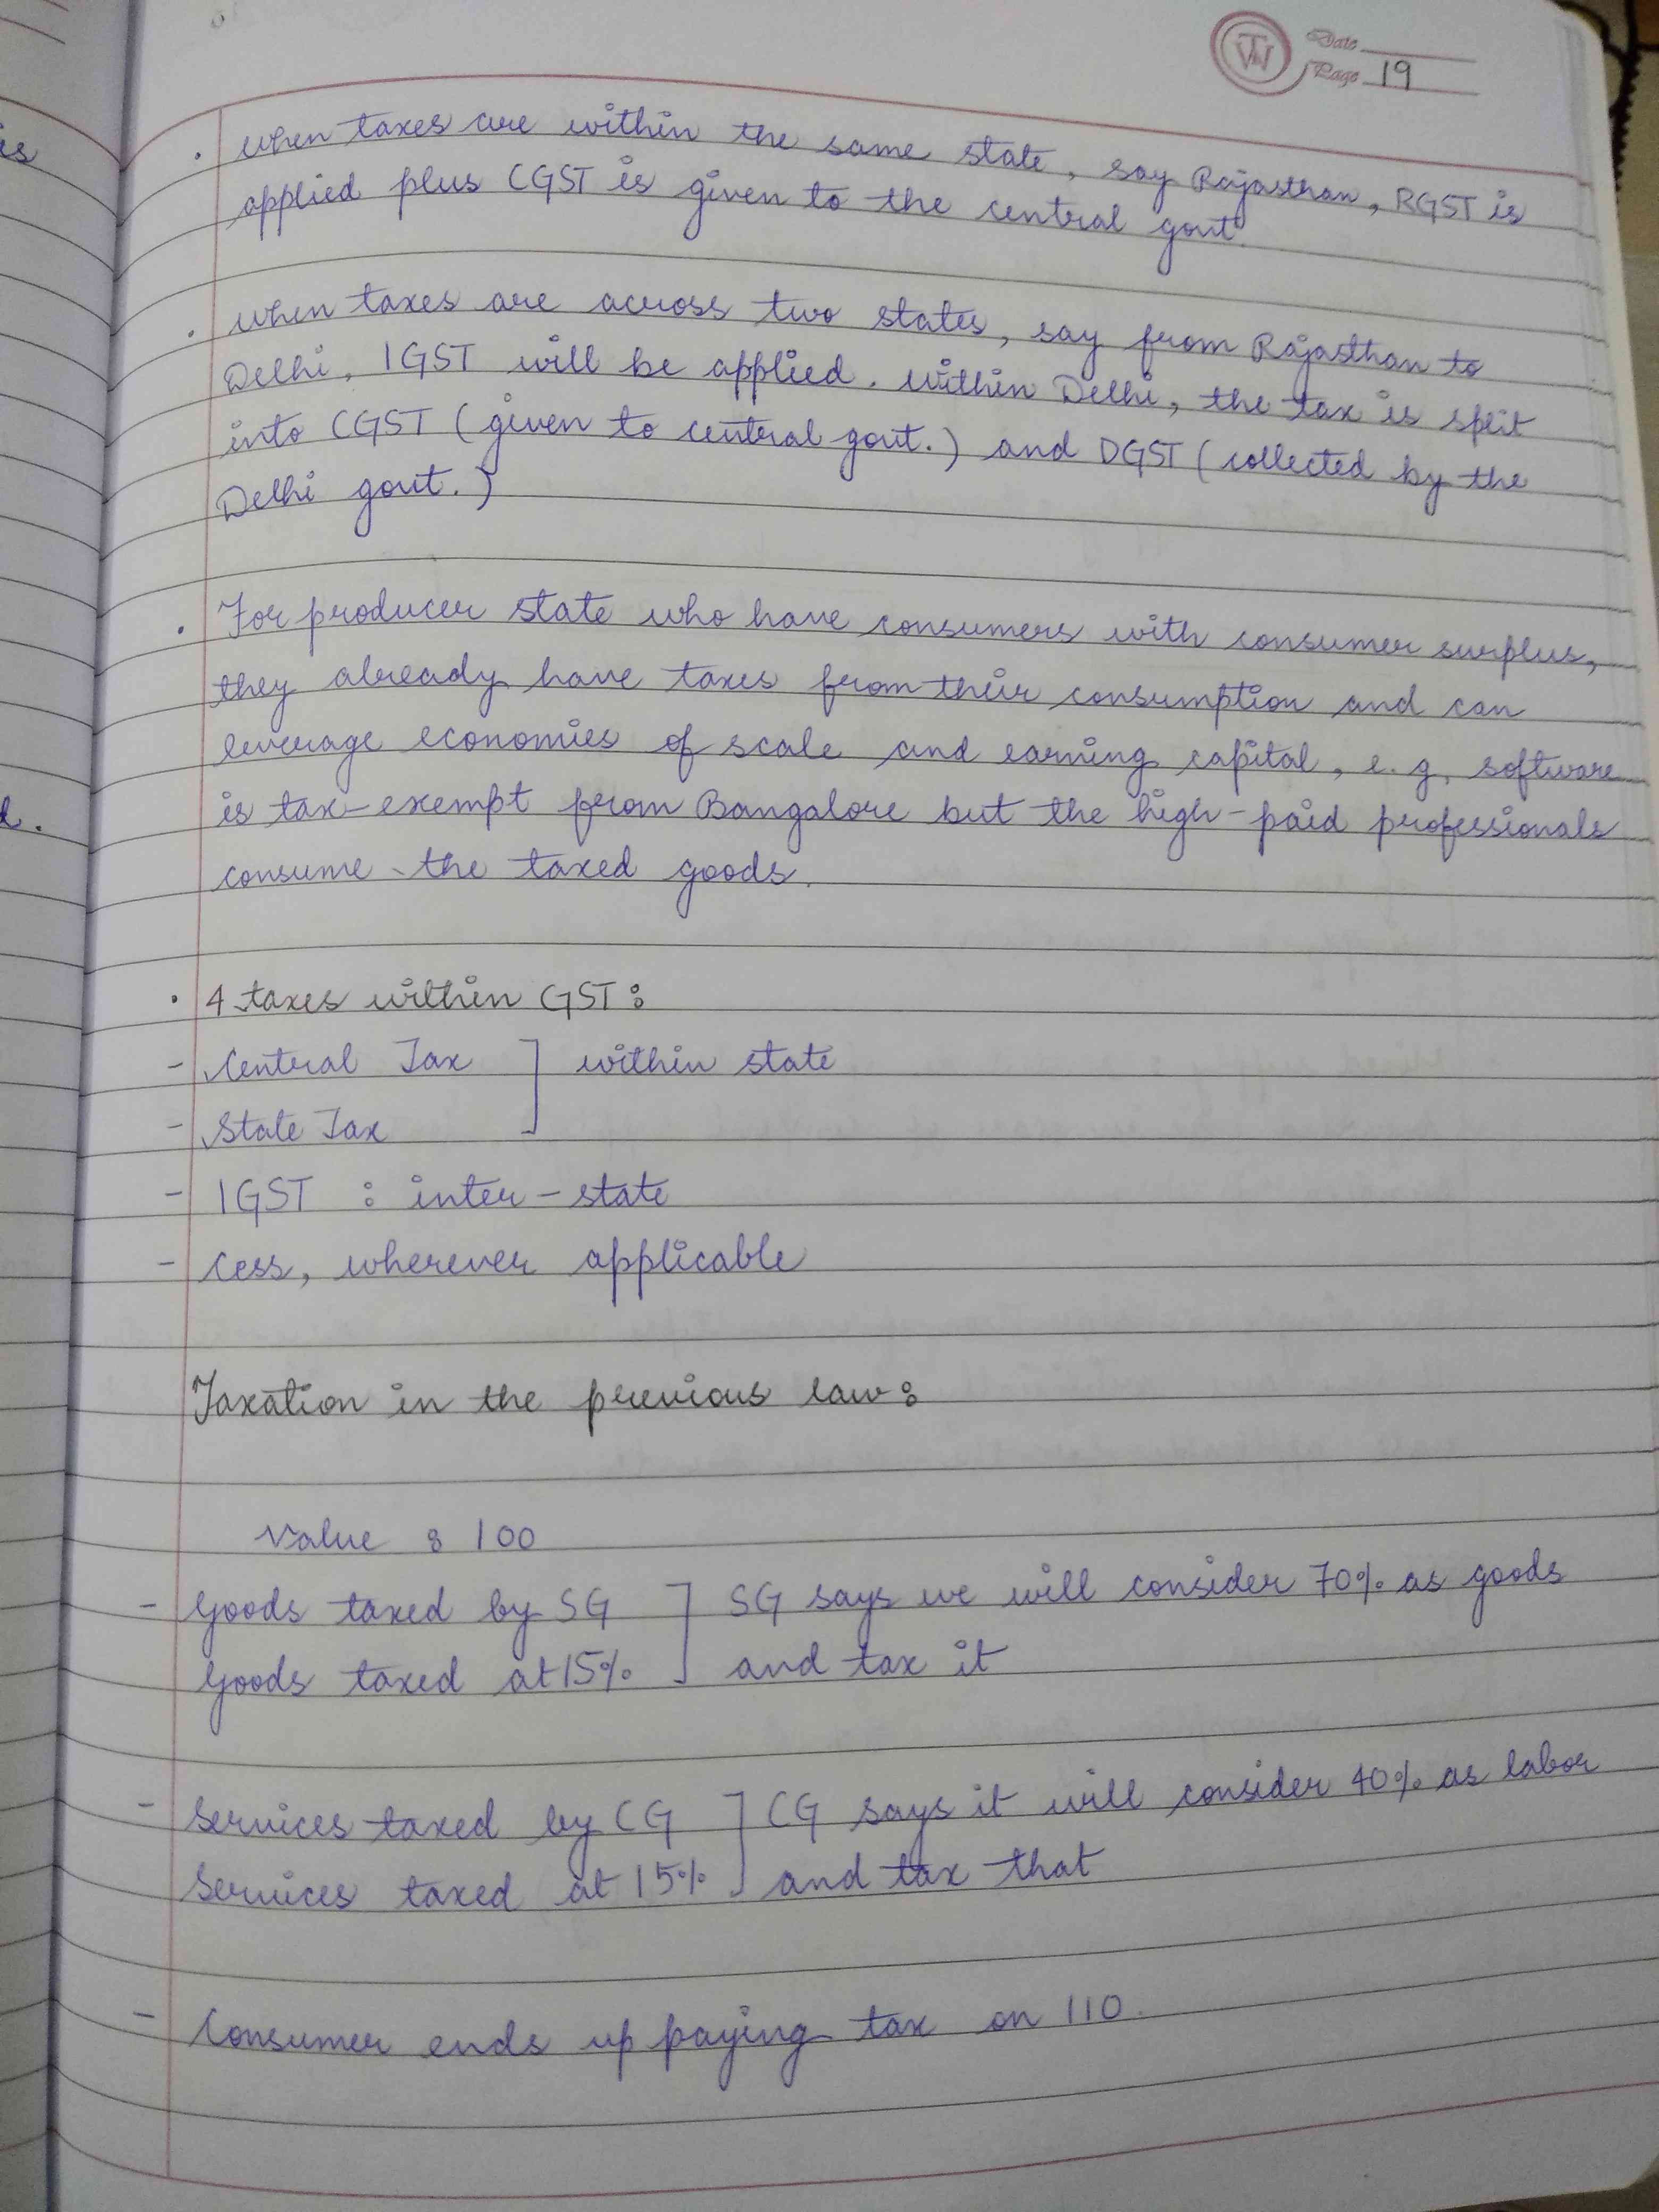 TW
Date
Page 19
is
. when taxes are within the same state, say Rajasthan, RGST is
applied plus CGST is given to the central govt.
. when taxes are across two states, say from Rajasthan to
Delhi, IGST will be applied. within Delhi, the tax is split
into CGST (given to central govt.) and DGST (collected by the
Delhi govt.)
. For producer state who have consumers with consumer surplus,
they already have taxes from their consumption and can
leverage economies of scale and earning capital, e.g. software
is tax-exempt from Bangalore but the high-paid professionals
consume the taxed goods.
. 4 taxes within GST:
- Central Tax ] within state
- State Tax
- IGST : inter-state
- Cess, wherever applicable
Taxation in the previous law:
Value : 100
- Goods taxed by SG ] SG says we will consider 70% as goods
Goods taxed at 15% and tax it
- Services taxed by CG ] CG says it will consider 40% as labor
Services taxed at 15% and tax that
- Consumer ends up paying tax on 110.